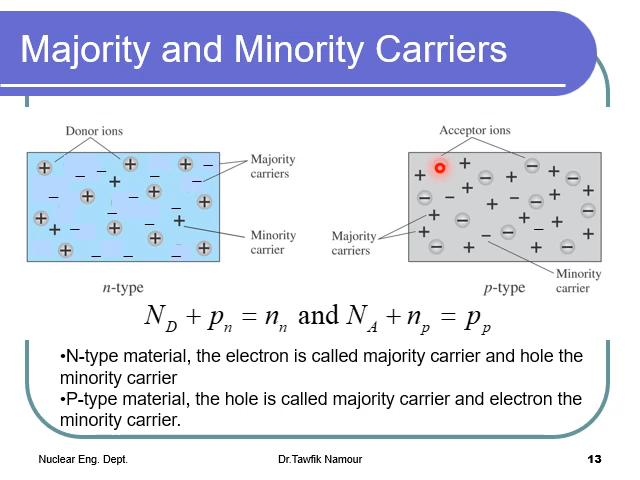 Majority and Minority Carriers
Donor ions
Majority
carriers
Minority
carrier
n-type
Acceptor ions
Majority
carriers
Minority
carrier
p-type
N_D + p_n = n_n and N_A + n_p = p_p
•N-type material, the electron is called majority carrier and hole the
minority carrier
•P-type material, the hole is called majority carrier and electron the
minority carrier.
Nuclear Eng. Dept.
Dr.Tawfik Namour
13